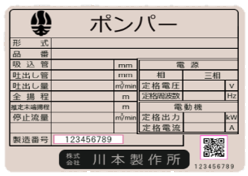 ポンパー
形式
品番
吸込管 mm
吐出し管 mm
吐出し量 m³/min
全揚程 m
推定末端揚程 m
停止流量 m³/min
電源
相 三相
定格電圧 V
定格周波数 Hz
電動機
定格出力 kW
定格電流 A
製造番号 123456789
株式会社 川本製作所
123456789